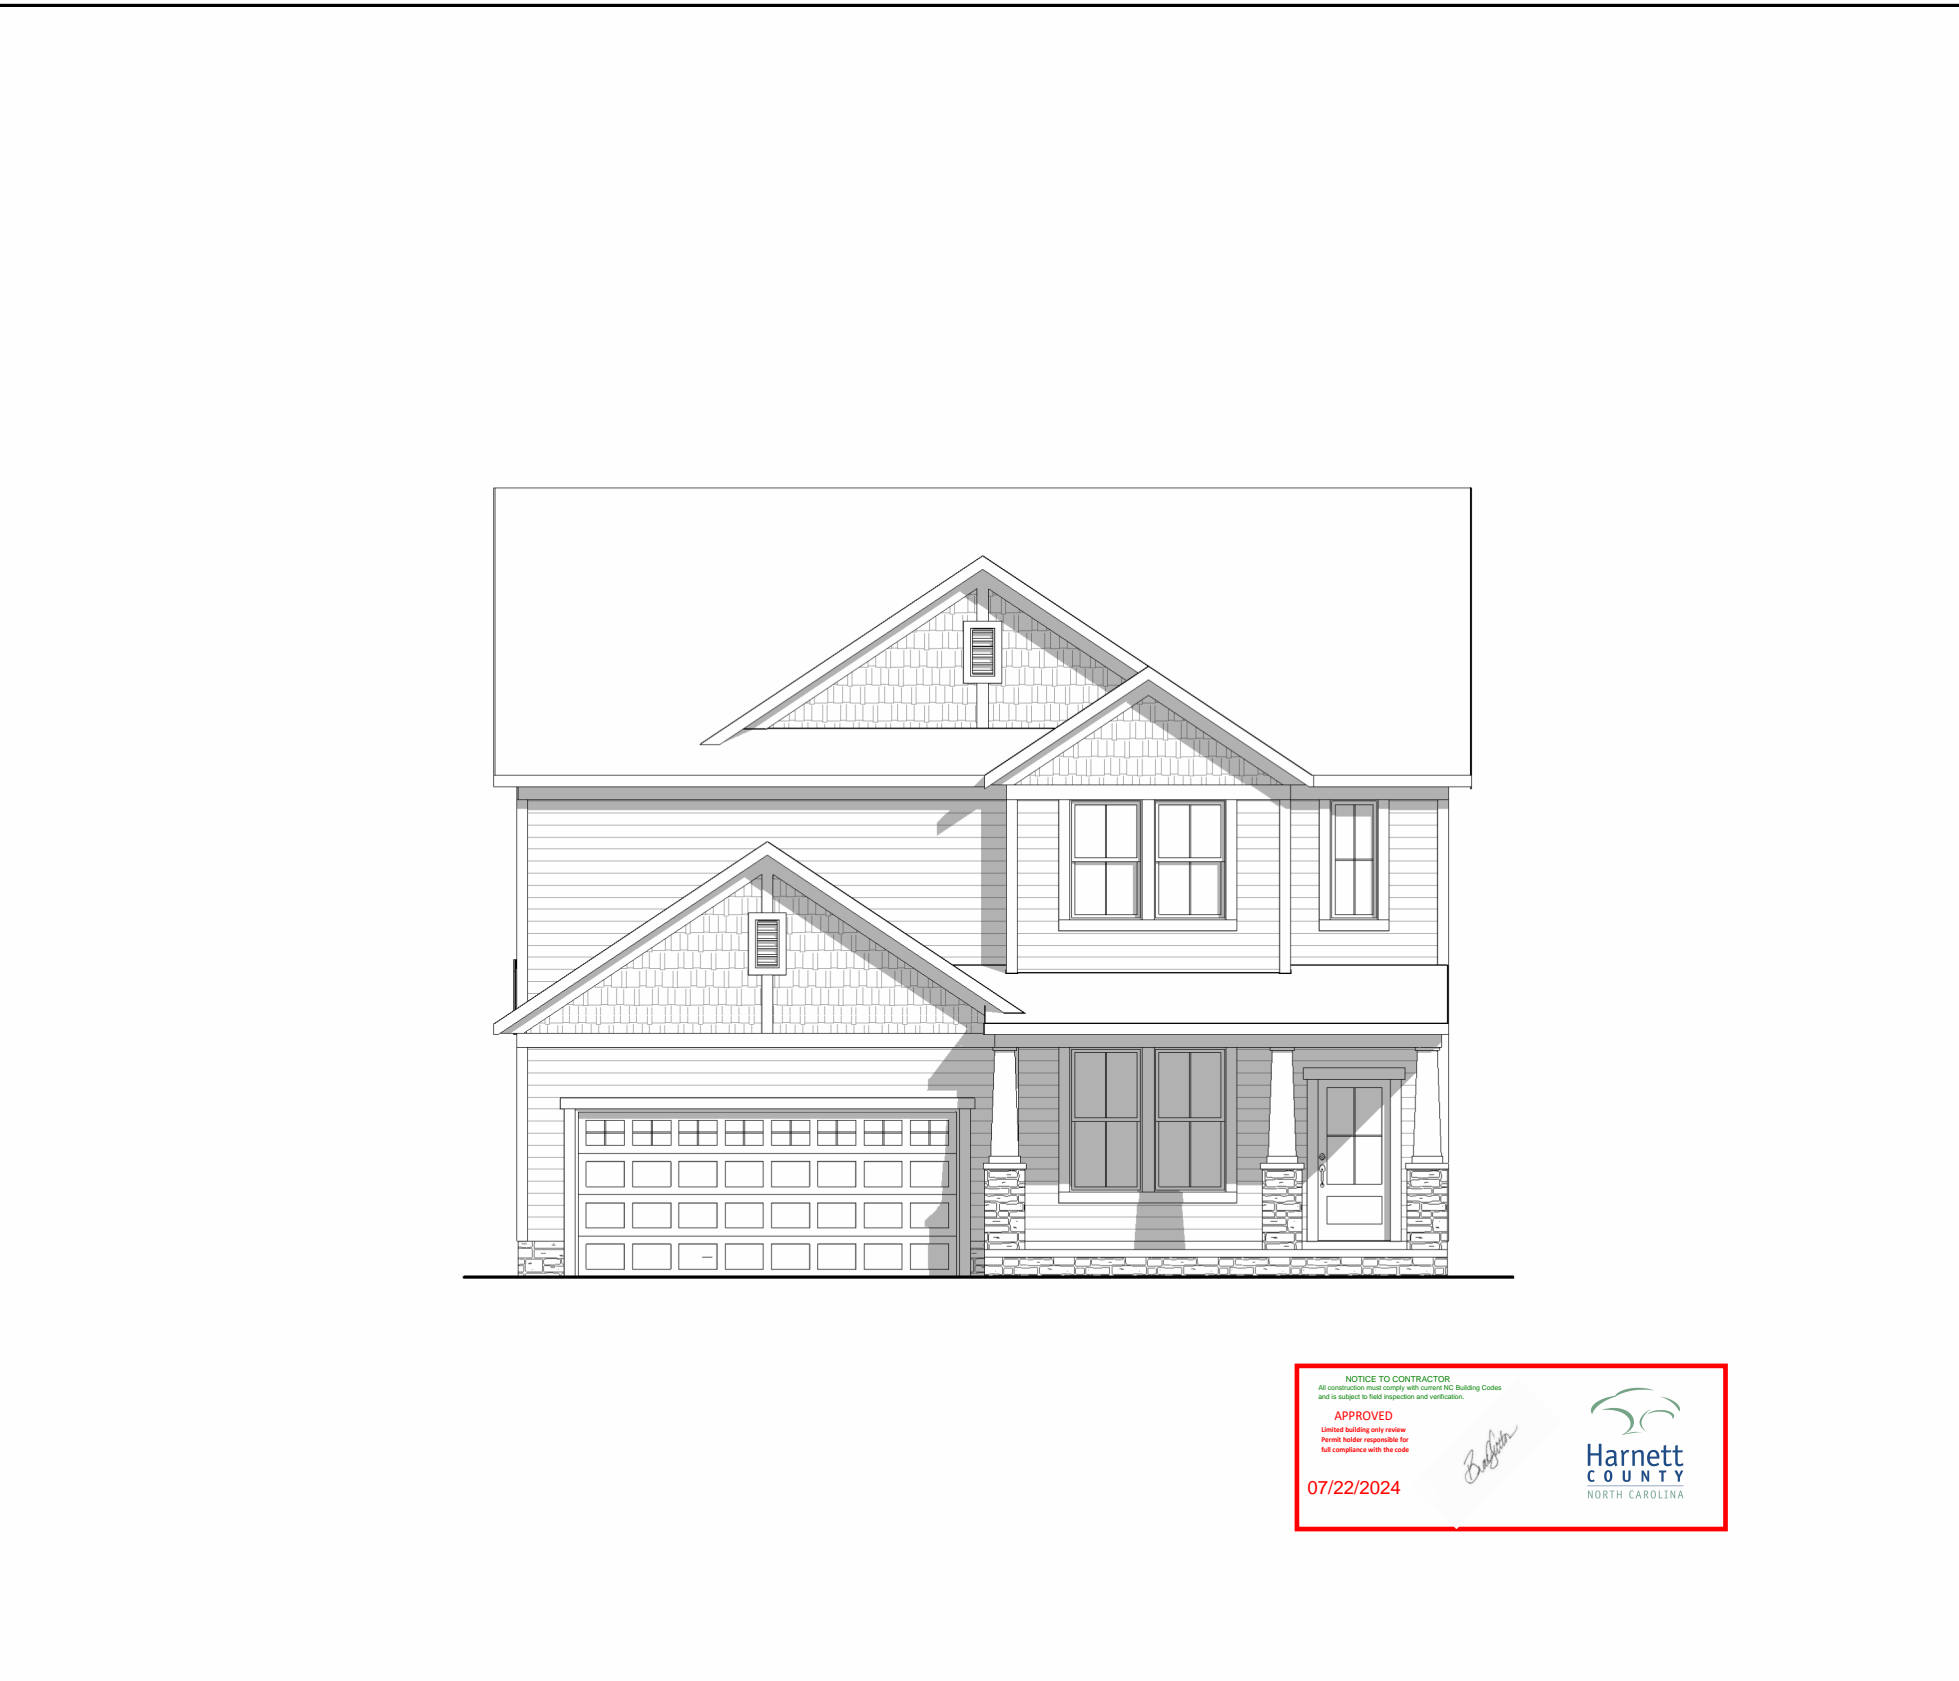 NOTICE TO CONTRACTOR
All construction must comply with current NC Building Codes
and is subject to field inspection and verification.
APPROVED
Limited building only review
Permit holder responsible for
full compliance with the code
07/22/2024
Harnett
COUNTY
NORTH CAROLINA